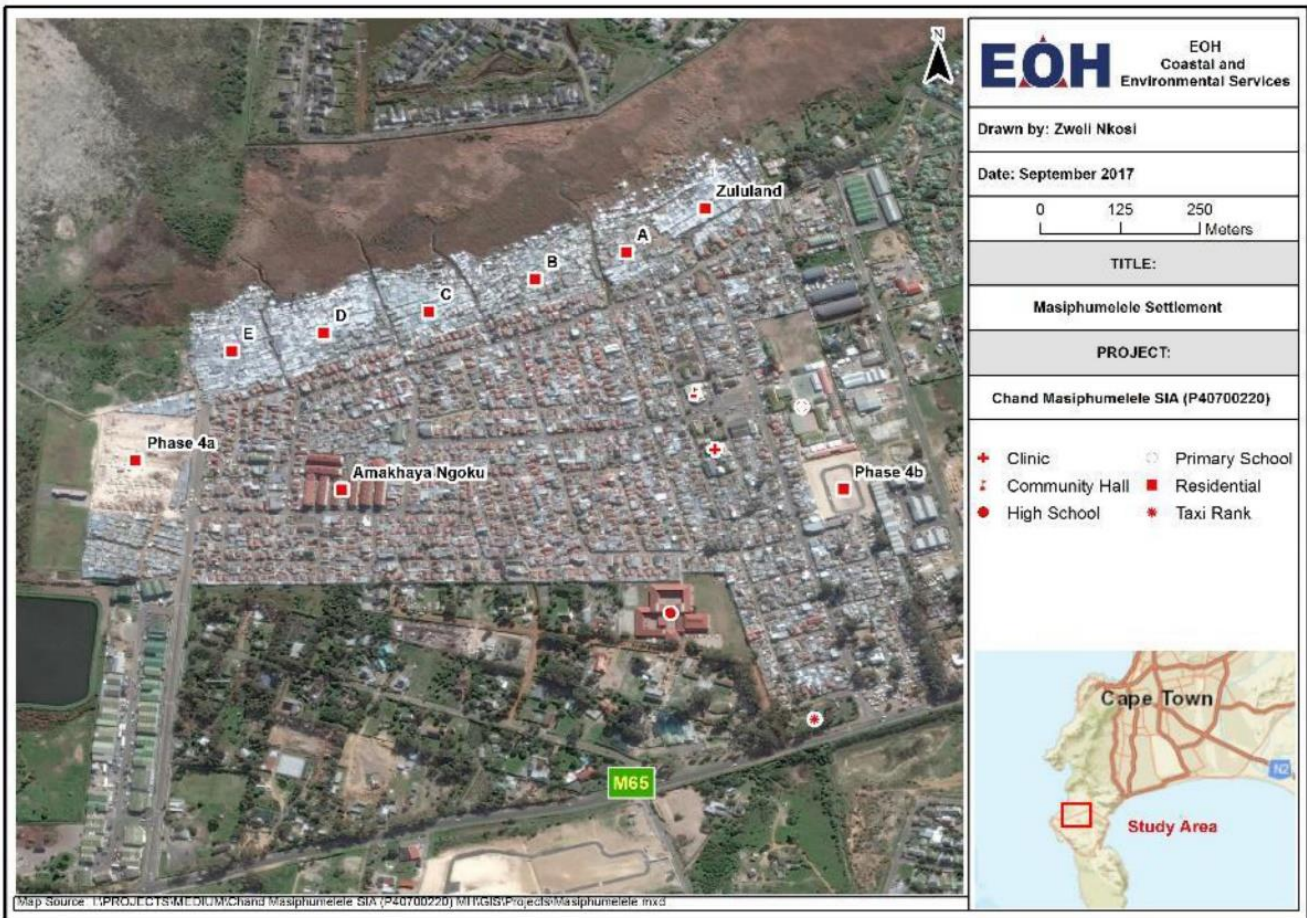 N
Zululand
A
B
C
D
E
Phase 4a
Amakhaya Ngoku
Phase 4b
M65
Map Source: I:\PROJECTS\MEDIUM\Chand Masiphumelele SIA (P40700220) MH\GIS\Projects\Masiphumelele.mxd
EOH
EOH
Coastal and
Environmental Services
Drawn by: Zweli Nkosi
Date: September 2017
0 125 250
Meters
TITLE:
Masiphumelele Settlement
PROJECT:
Chand Masiphumelele SIA (P40700220)
Clinic
Primary School
Community Hall
Residential
High School
Taxi Rank
Cape Town
N2
Study Area